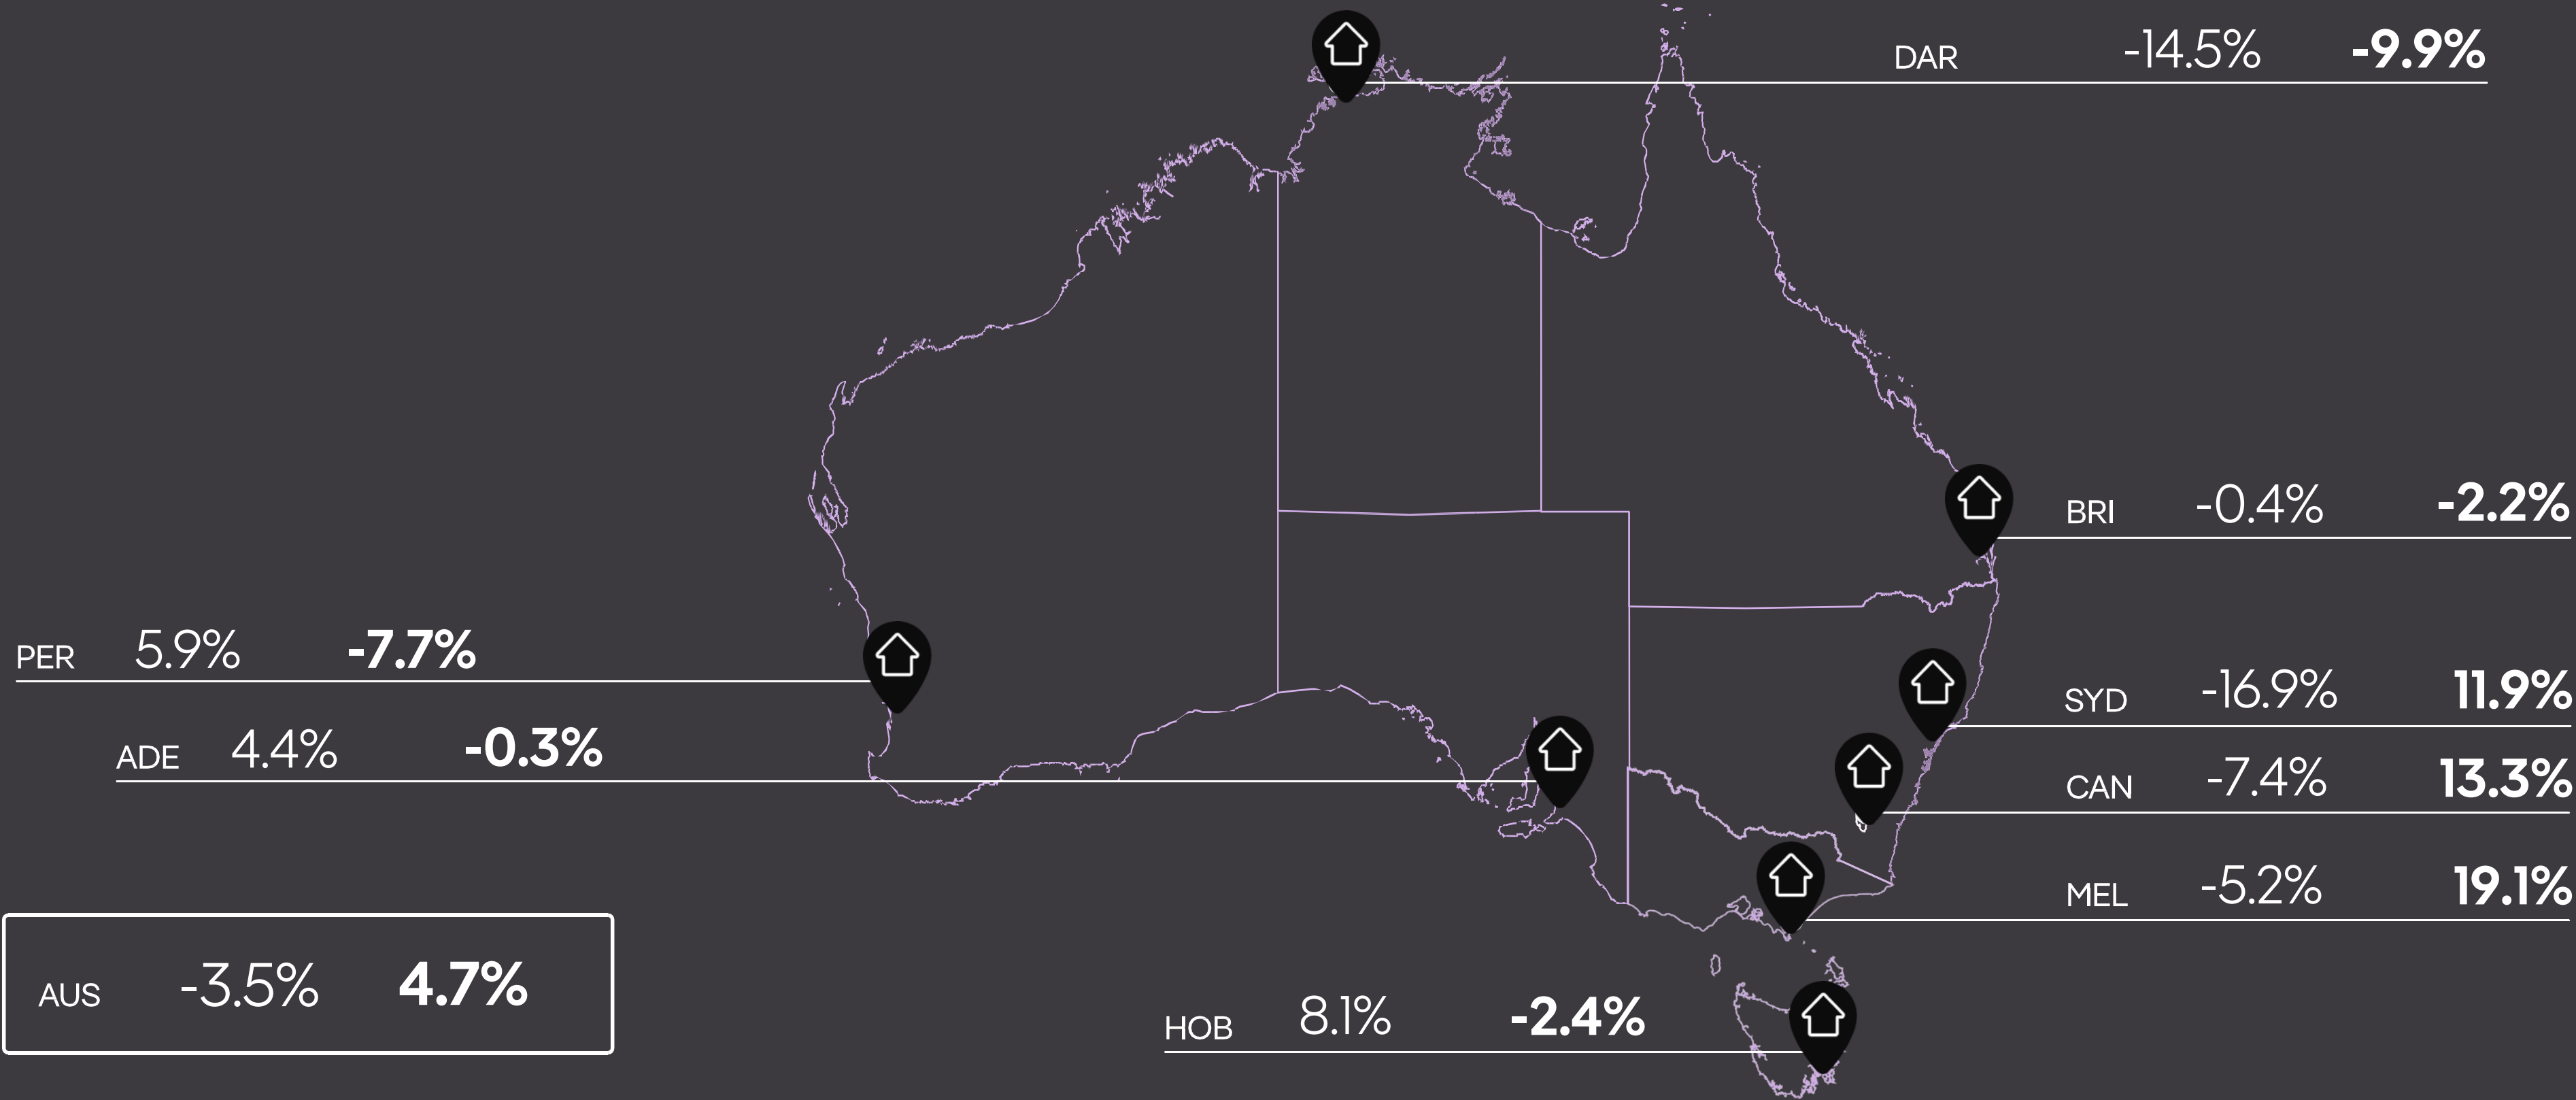 DAR -14.5% -9.9%
BRI -0.4% -2.2%
PER 5.9% -7.7%
SYD -16.9% 11.9%
ADE 4.4% -0.3%
CAN -7.4% 13.3%
MEL -5.2% 19.1%
AUS -3.5% 4.7%
HOB 8.1% -2.4%